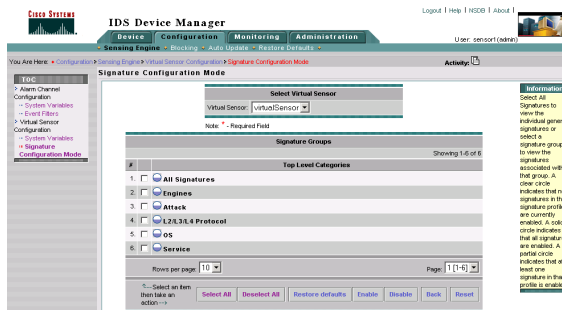 CISCO SYSTEMS
IDS Device Manager
Logout | Help | NSDB | About |
Device Configuration Monitoring Administration
User: sensor1(admin)
Sensing Engine Blocking Auto Update Restore Defaults
You Are Here: Configuration > Sensing Engine > Virtual Sensor Configuration > Signature Configuration Mode
Activity:
TOC
Signature Configuration Mode
> Alarm Channel
Configuration
System Variables
Event Filters
> Virtual Sensor
Configuration
System Variables
Signature
Configuration Mode
Select Virtual Sensor
Virtual Sensor: virtualSensor
Note: * - Required Field
Signature Groups
Showing 1-6 of 6
# Top Level Categories
1. All Signatures
2. Engines
3. Attack
4. L2/L3/L4 Protocol
5. OS
6. Service
Rows per page: 10
Page: 1 [1-6]
Select an item
then take an
action
Select All Deselect All Restore defaults Enable Disable Back Reset
Information
Select All
Signatures to
view the
individual gener
signatures or
select a
signature group
to view the
signatures
associated with
that group. A
clear circle
indicates that n
signatures in th
signature profil
are currently
enabled. A solid
circle indicates
that all signatur
are enabled. A
partial circle
indicates that at
least one
signature in tha
profile is enable